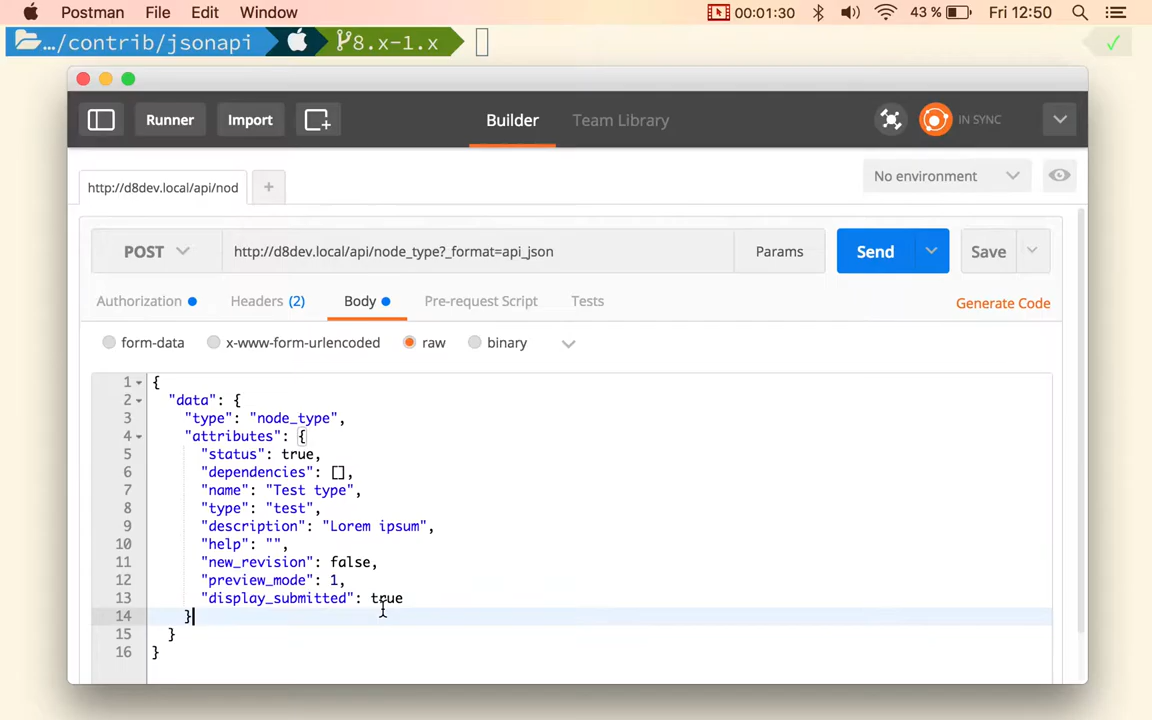 Postman File Edit Window 00:01:30 43 % Fri 12:50
…/contrib/jsonapi 8.x-1.x ✓
Runner Import Builder Team Library IN SYNC
http://d8dev.local/api/nod + No environment
POST http://d8dev.local/api/node_type?_format=api_json Params Send Save
Authorization Headers (2) Body Pre-request Script Tests Generate Code
form-data x-www-form-urlencoded raw binary
1 {
2 "data": {
3 "type": "node_type",
4 "attributes": {
5 "status": true,
6 "dependencies": [],
7 "name": "Test type",
8 "type": "test",
9 "description": "Lorem ipsum",
10 "help": "",
11 "new_revision": false,
12 "preview_mode": 1,
13 "display_submitted": true
14 }
15 }
16 }